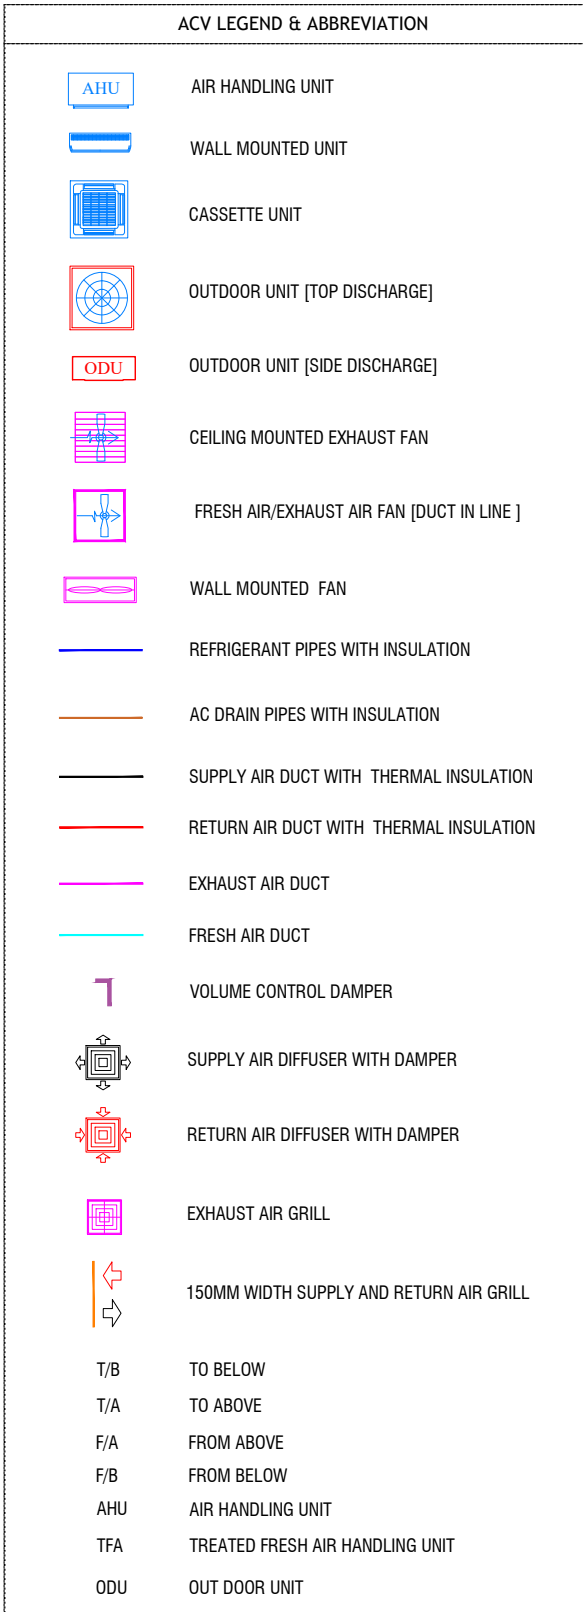 ACV LEGEND & ABBREVIATION
AHU AIR HANDLING UNIT
WALL MOUNTED UNIT
CASSETTE UNIT
OUTDOOR UNIT [TOP DISCHARGE]
ODU OUTDOOR UNIT [SIDE DISCHARGE]
CEILING MOUNTED EXHAUST FAN
FRESH AIR/EXHAUST AIR FAN [DUCT IN LINE ]
WALL MOUNTED FAN
REFRIGERANT PIPES WITH INSULATION
AC DRAIN PIPES WITH INSULATION
SUPPLY AIR DUCT WITH THERMAL INSULATION
RETURN AIR DUCT WITH THERMAL INSULATION
EXHAUST AIR DUCT
FRESH AIR DUCT
VOLUME CONTROL DAMPER
SUPPLY AIR DIFFUSER WITH DAMPER
RETURN AIR DIFFUSER WITH DAMPER
EXHAUST AIR GRILL
150MM WIDTH SUPPLY AND RETURN AIR GRILL
T/B TO BELOW
T/A TO ABOVE
F/A FROM ABOVE
F/B FROM BELOW
AHU AIR HANDLING UNIT
TFA TREATED FRESH AIR HANDLING UNIT
ODU OUT DOOR UNIT